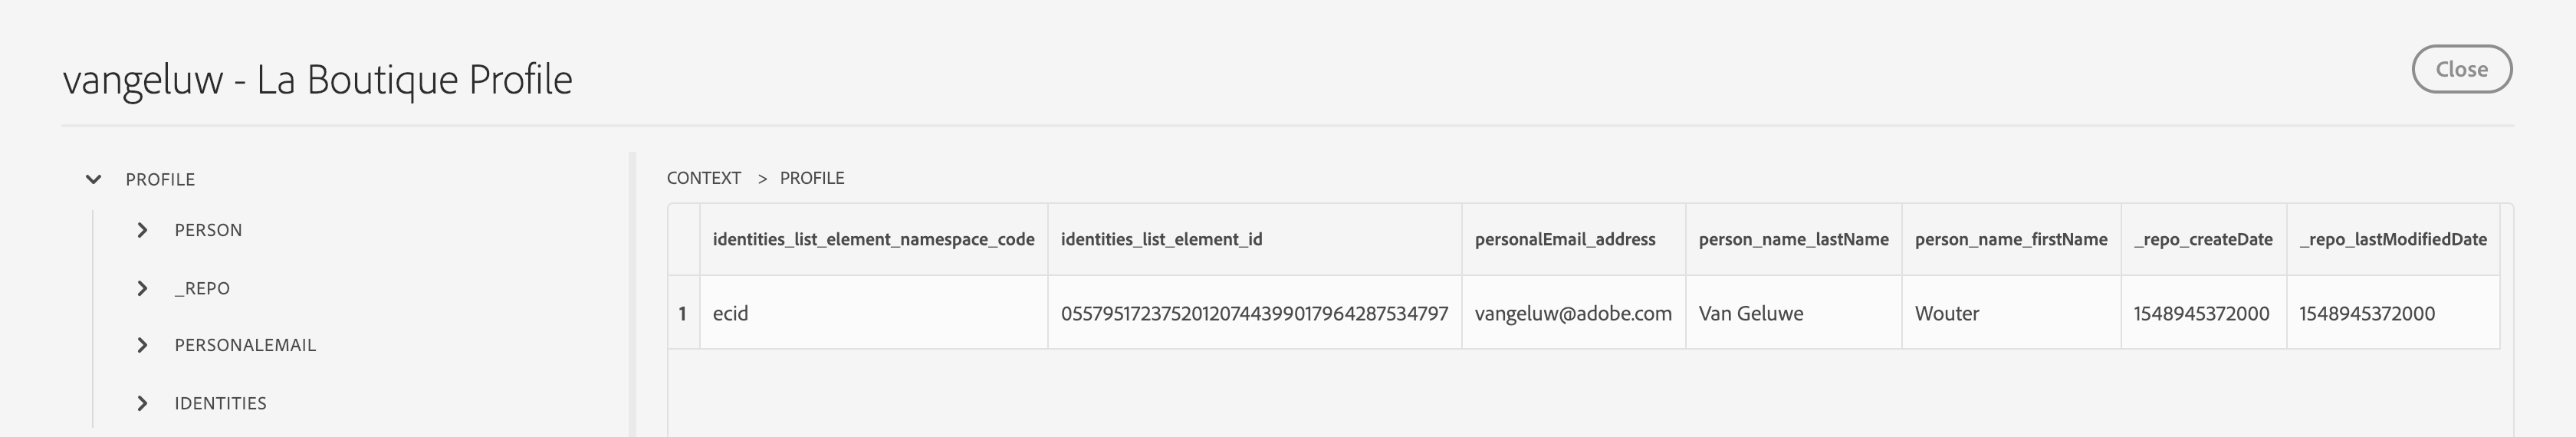 vangeluw - La Boutique Profile
Close
PROFILE
PERSON
_REPO
PERSONALEMAIL
IDENTITIES
CONTEXT > PROFILE
identities_list_element_namespace_code identities_list_element_id personalEmail_address person_name_lastName person_name_firstName _repo_createDate _repo_lastModifiedDate
1 ecid 05579517237520120744399017964287534797 vangeluw@adobe.com Van Geluwe Wouter 1548945372000 1548945372000